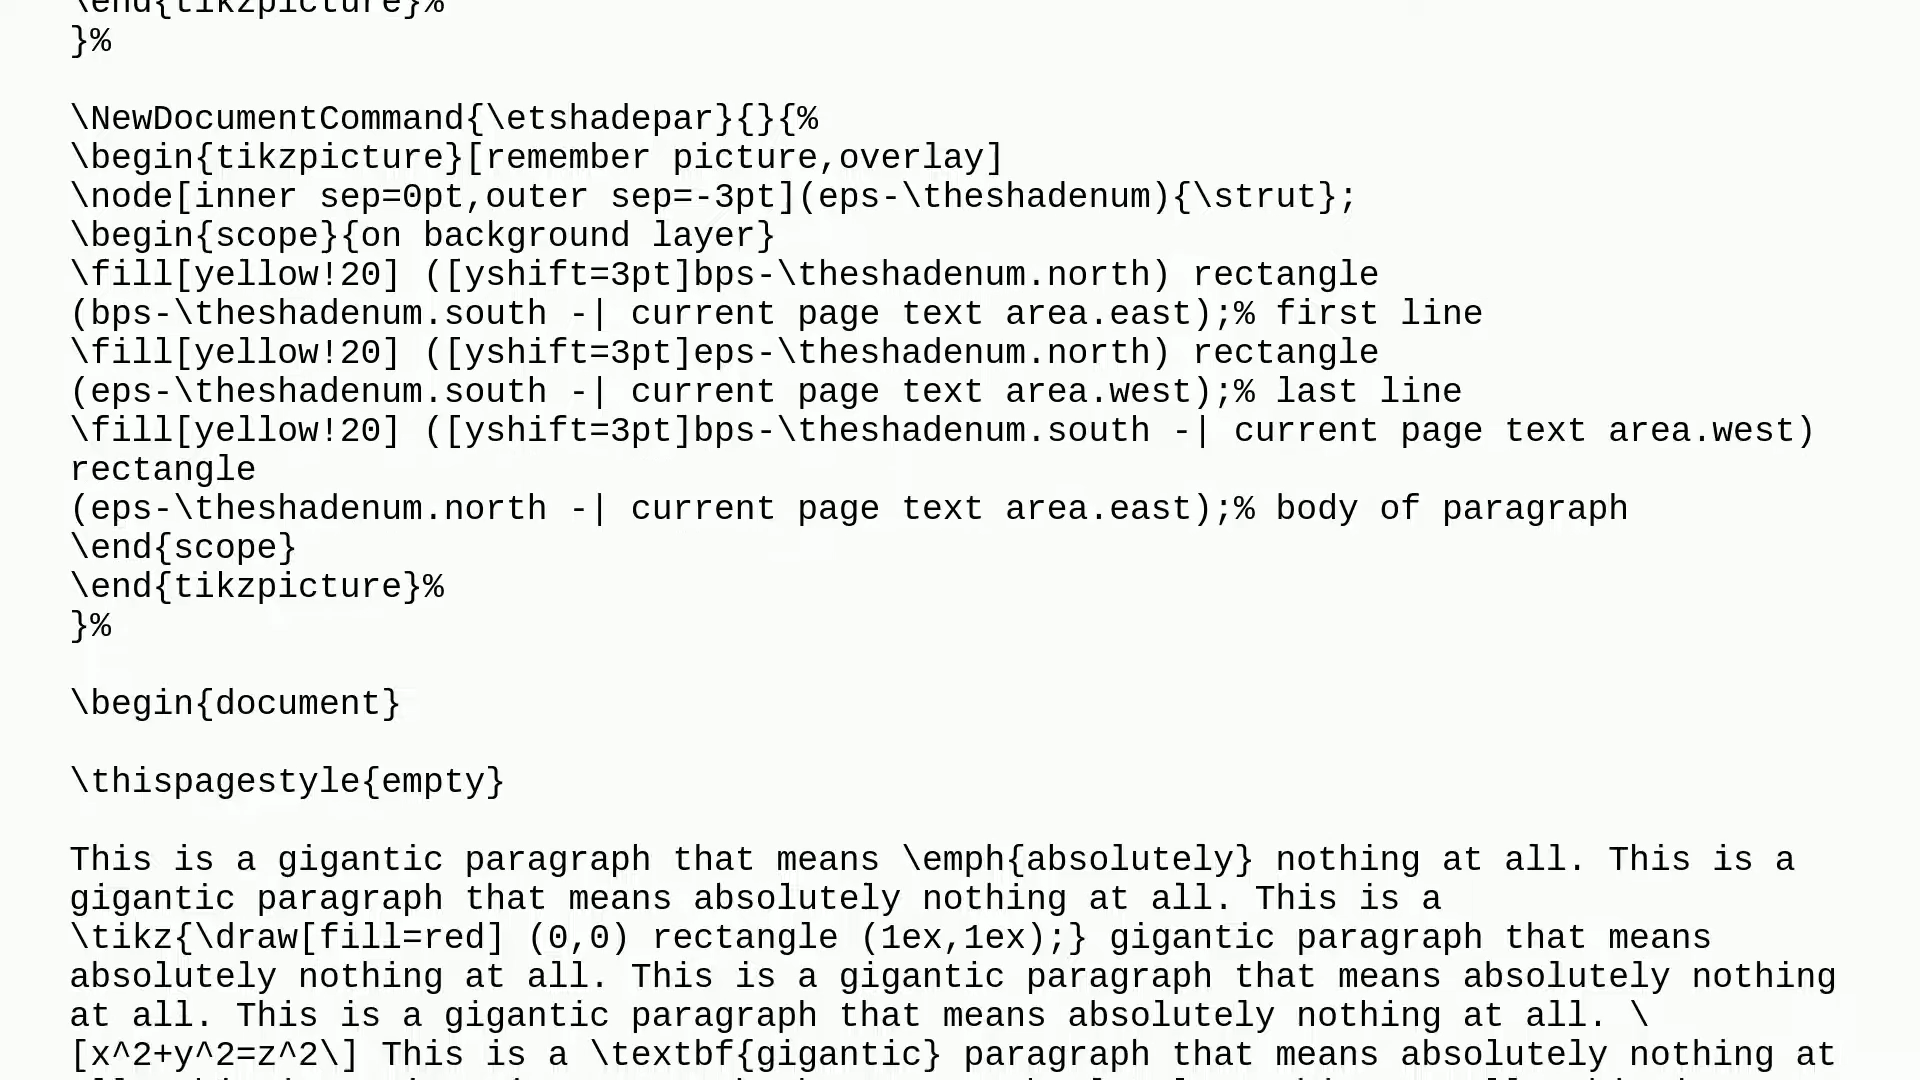 \end{tikzpicture}%
}%
\NewDocumentCommand{\etshadepar}{}{%
\begin{tikzpicture}[remember picture,overlay]
\node[inner sep=0pt,outer sep=-3pt](eps-\theshadenum){\strut};
\begin{scope}{on background layer}
\fill[yellow!20] ([yshift=3pt]bps-\theshadenum.north) rectangle
(bps-\theshadenum.south -| current page text area.east);% first line
\fill[yellow!20] ([yshift=3pt]eps-\theshadenum.north) rectangle
(eps-\theshadenum.south -| current page text area.west);% last line
\fill[yellow!20] ([yshift=3pt]bps-\theshadenum.south -| current page text area.west)
rectangle
(eps-\theshadenum.north -| current page text area.east);% body of paragraph
\end{scope}
\end{tikzpicture}%
}%
\begin{document}
\thispagestyle{empty}
This is a gigantic paragraph that means \emph{absolutely} nothing at all. This is a
gigantic paragraph that means absolutely nothing at all. This is a
\tikz{\draw[fill=red] (0,0) rectangle (1ex,1ex);} gigantic paragraph that means
absolutely nothing at all. This is a gigantic paragraph that means absolutely nothing
at all. This is a gigantic paragraph that means absolutely nothing at all. \
[x^2+y^2=z^2\] This is a \textbf{gigantic} paragraph that means absolutely nothing at